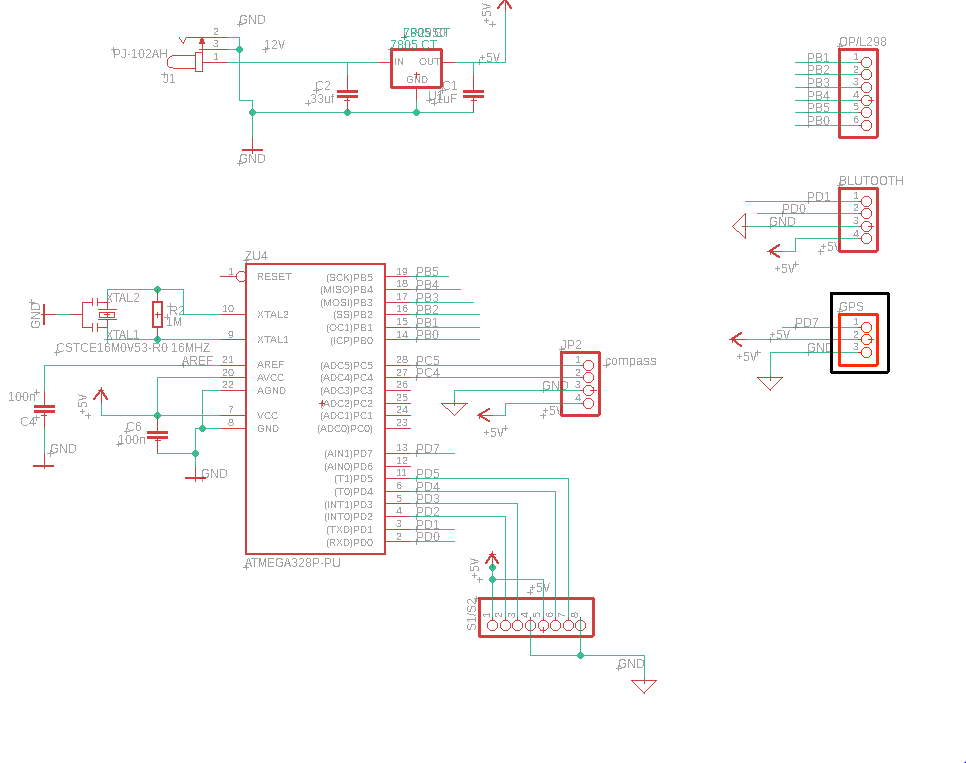 GND
+5V
2
3
1
12V
PJ-102AH
J1
7805 CT
IN
OUT
GND
+5V
C2
33uf
C1
1uF
U1
GND
OP/L298
PB1
1
PB2
2
PB3
3
PB4
4
PB5
5
PB0
6
BLUTOOTH
PD1
1
PD0
2
GND
3
+5V
4
+5V
GPS
PD7
1
+5V
2
GND
3
+5V
ZU4
1
RESET
10
XTAL2
9
XTAL1
21
AREF
20
AVCC
22
AGND
7
VCC
8
GND
(SCK)PB5
19
PB5
(MISO)PB4
18
PB4
(MOSI)PB3
17
PB3
(SS)PB2
16
PB2
(OC1)PB1
15
PB1
(ICP)PB0
14
PB0
(ADC5)PC5
28
PC5
(ADC4)PC4
27
PC4
(ADC3)PC3
26
(ADC2)PC2
25
(ADC1)PC1
24
(ADC0)PC0
23
(AIN1)PD7
13
PD7
(AIN0)PD6
12
(T1)PD5
11
PD5
(T0)PD4
6
PD4
(INT1)PD3
5
PD3
(INT0)PD2
4
PD2
(TXD)PD1
3
PD1
(RXD)PD0
2
PD0
ATMEGA328P-PU
GND
XTAL2
XTAL1
R2
1M
CSTCE16M0V53-R0 16MHZ
AREF
100n
C4
GND
+5V
C6
100n
GND
JP2
compass
1
2
GND
3
+5V
4
+5V
+5V
+5V
S1/S2
1
2
3
4
5
6
7
8
GND